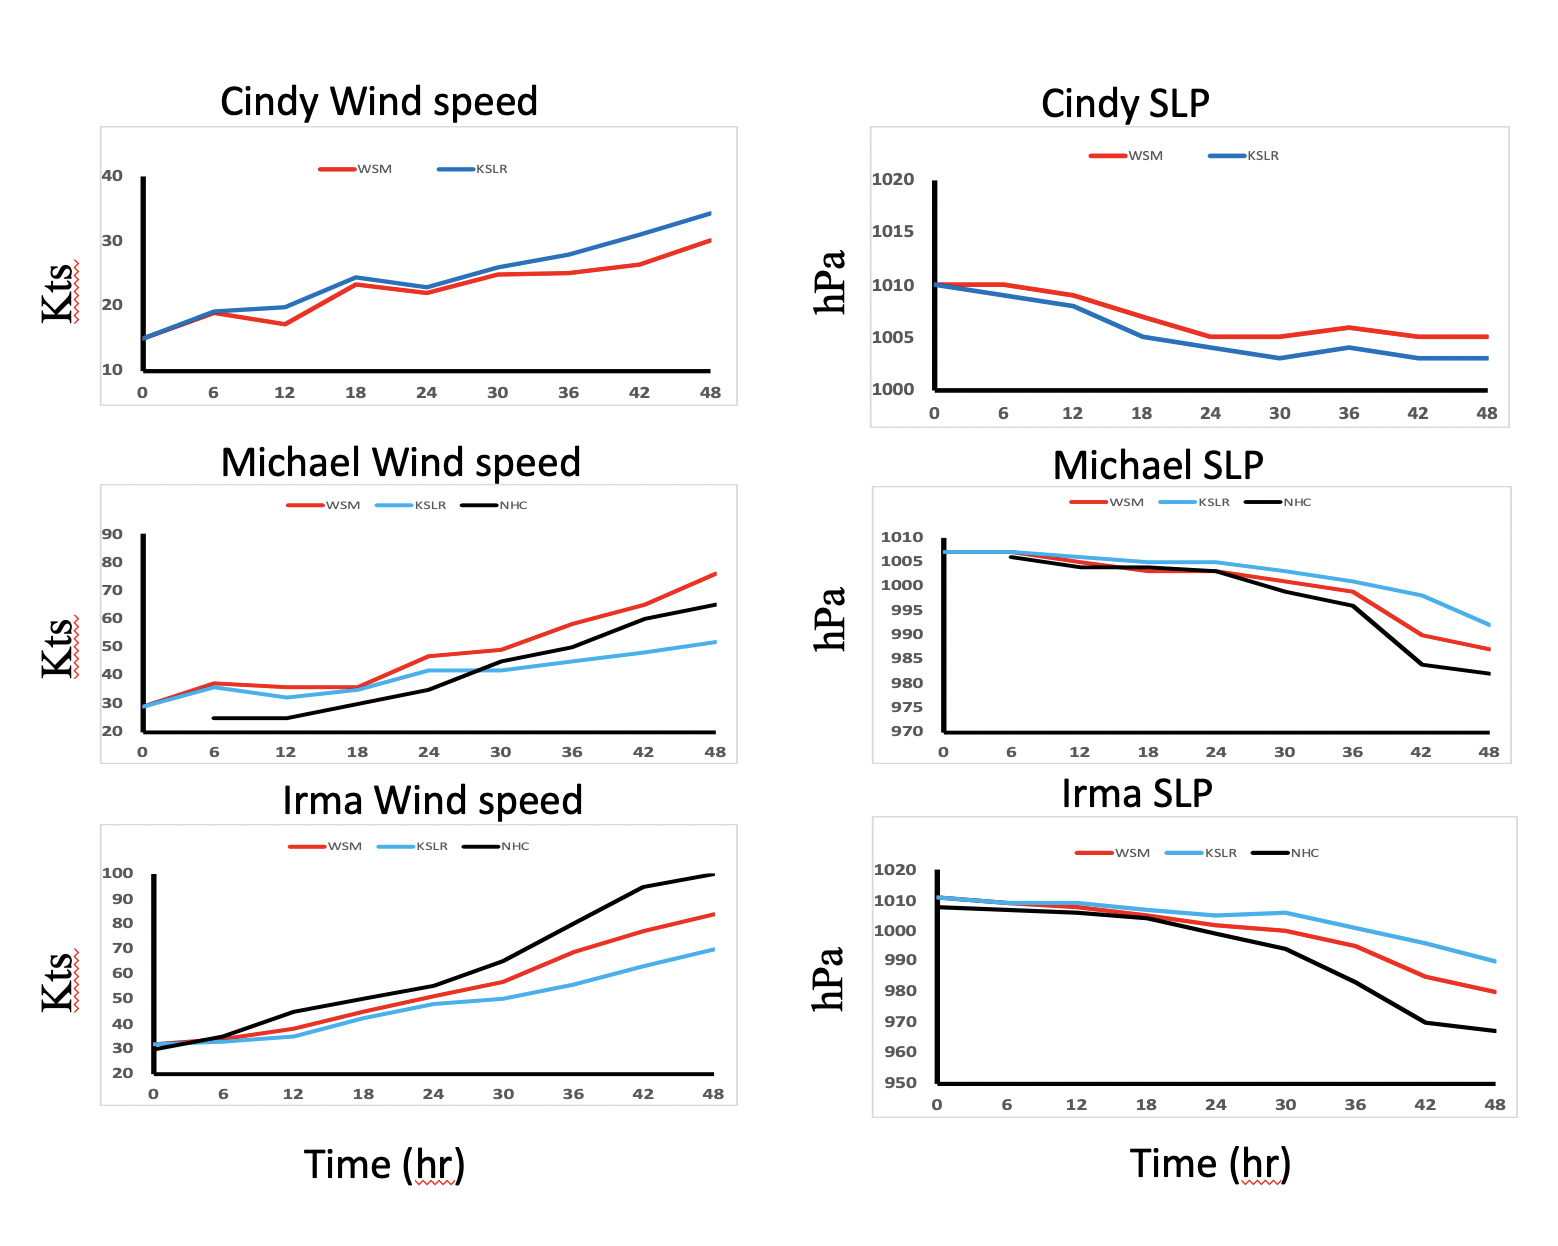 Cindy Wind speed
WSM KSLR
40
30
20
10
0 6 12 18 24 30 36 42 48
Kts
Cindy SLP
WSM KSLR
1020
1015
1010
1005
1000
0 6 12 18 24 30 36 42 48
hPa
Michael Wind speed
WSM KSLR NHC
90
80
70
60
50
40
30
20
0 6 12 18 24 30 36 42 48
Kts
Michael SLP
WSM KSLR NHC
1010
1005
1000
995
990
985
980
975
970
0 6 12 18 24 30 36 42 48
hPa
Irma Wind speed
WSM KSLR NHC
100
90
80
70
60
50
40
30
20
0 6 12 18 24 30 36 42 48
Kts
Time (hr)
Irma SLP
WSM KSLR NHC
1020
1010
1000
990
980
970
960
950
0 6 12 18 24 30 36 42 48
hPa
Time (hr)